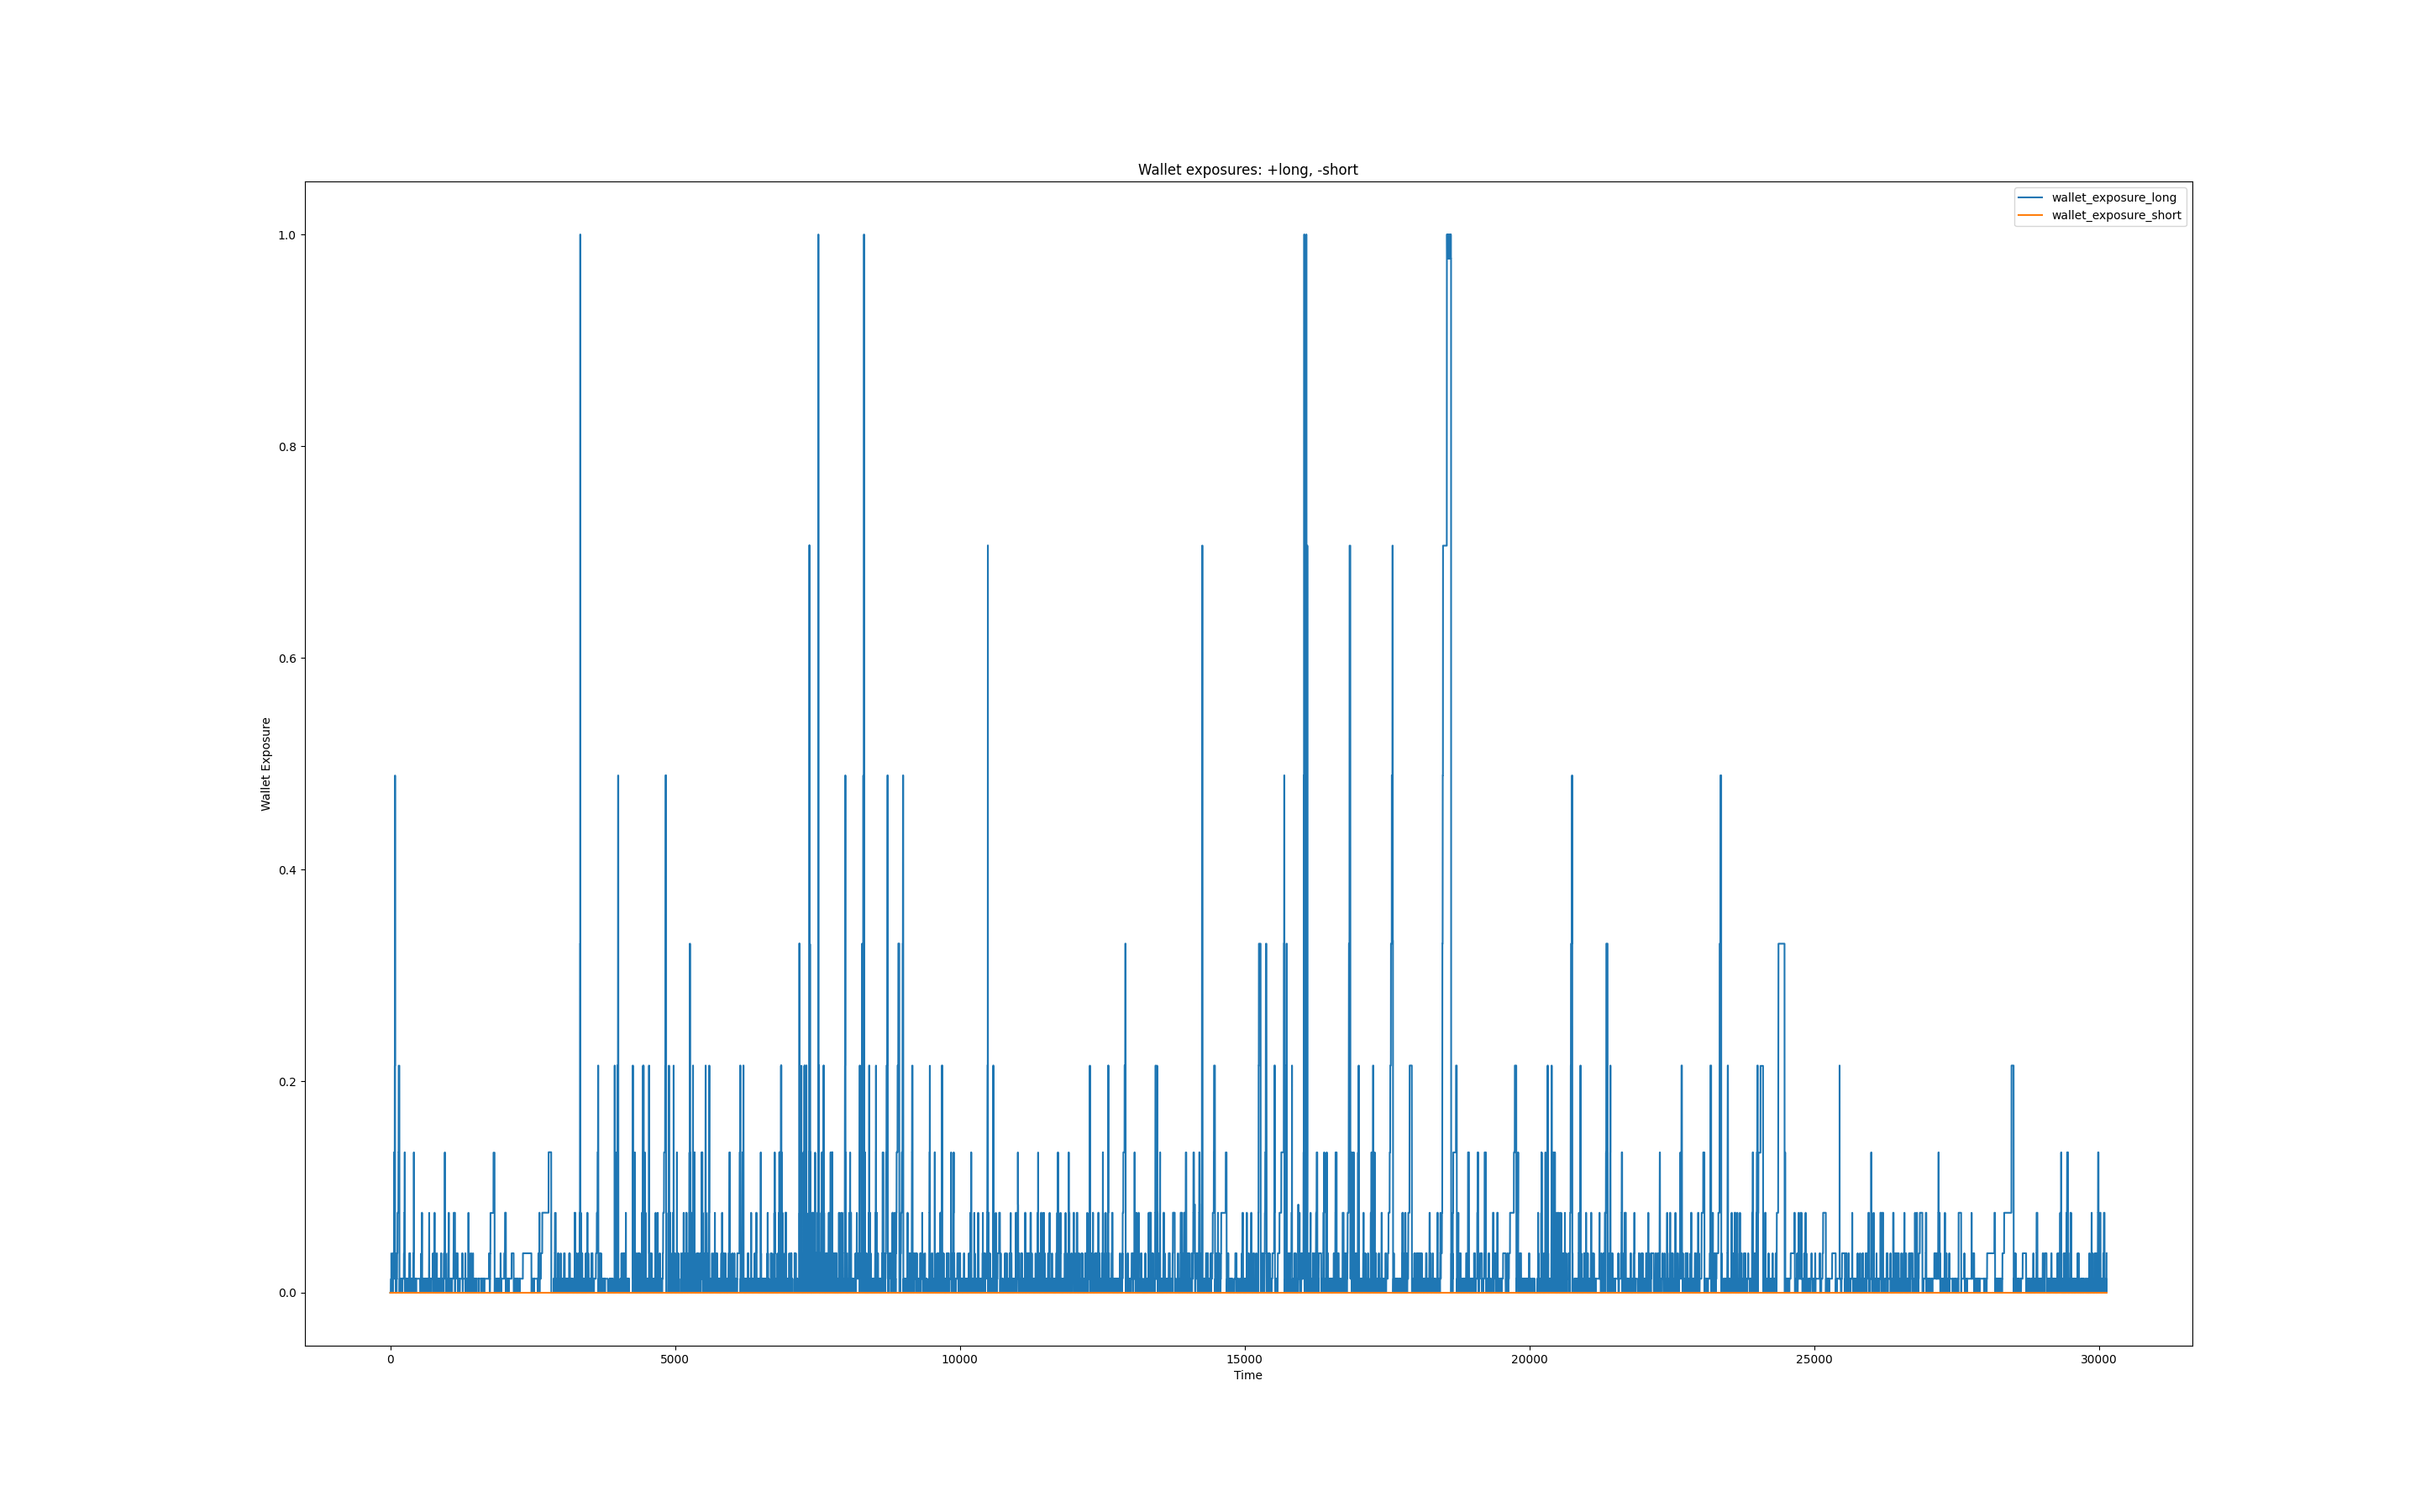 Wallet exposures: +long, -short
wallet_exposure_long
wallet_exposure_short
1.0
0.8
0.6
0.4
0.2
0.0
Wallet Exposure
0 5000 10000 15000 20000 25000 30000
Time